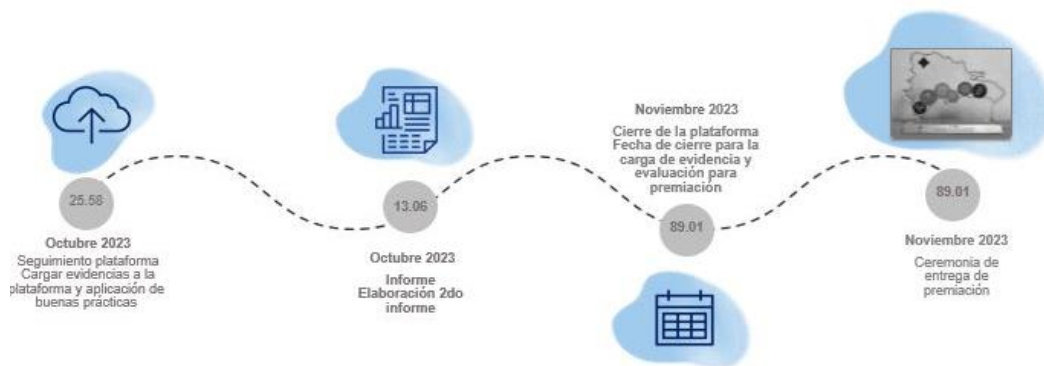 25.58
Octubre 2023
Seguimiento plataforma
Cargar evidencias a la
plataforma y aplicación de
buenas prácticas
13.06
Octubre 2023
Informe
Elaboración 2do
informe
Noviembre 2023
Cierre de la plataforma
Fecha de cierre para la
carga de evidencia y
evaluación para
premiación
89.01
89.01
Noviembre 2023
Ceremonia de
entrega de
premiación